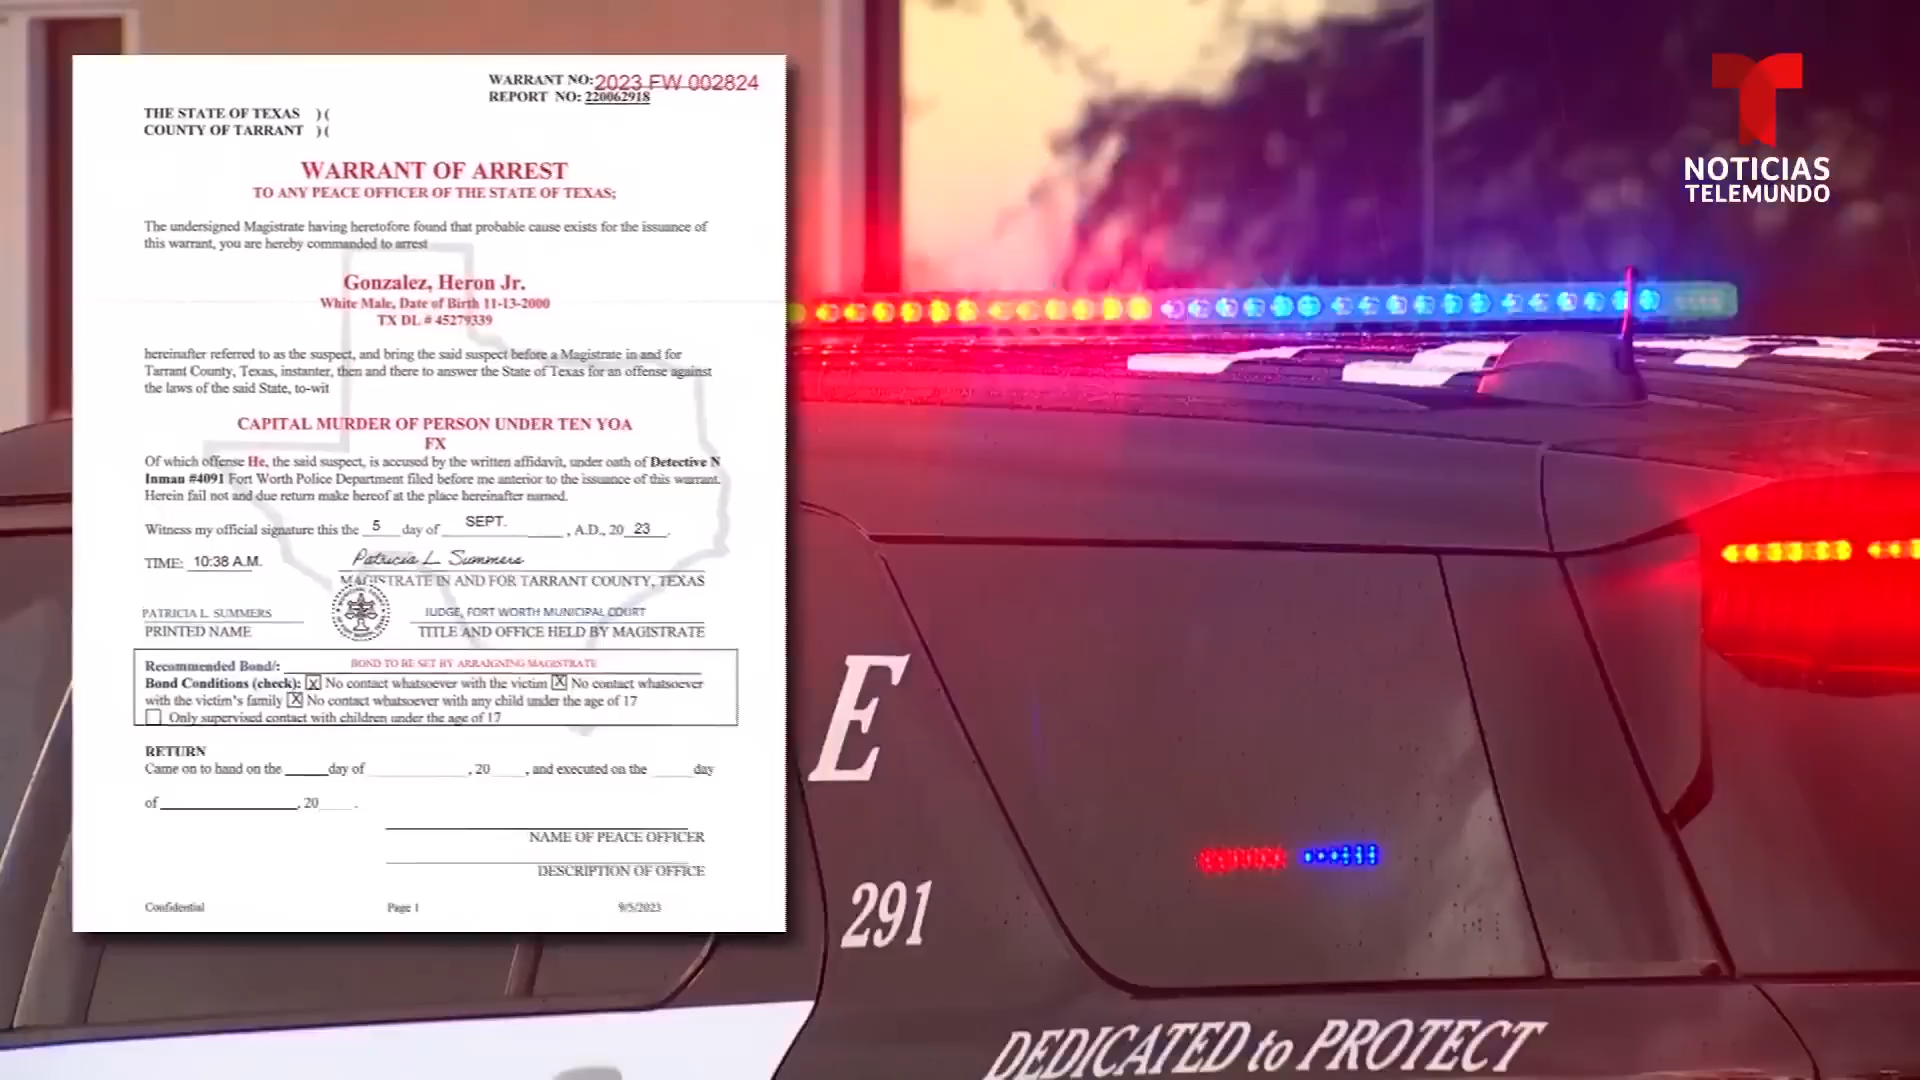 WARRANT NO: 2023 FW 002824
REPORT NO: 220062918
THE STATE OF TEXAS )(
COUNTY OF TARRANT )(
WARRANT OF ARREST
TO ANY PEACE OFFICER OF THE STATE OF TEXAS;
The undersigned Magistrate having heretofore found that probable cause exists for the issuance of
this warrant, you are hereby commanded to arrest
Gonzalez, Heron Jr.
White Male, Date of Birth 11-13-2000
TX DL # 45279339
hereinafter referred to as the suspect, and bring the said suspect before a Magistrate in and for
Tarrant County, Texas, instanter, then and there to answer the State of Texas for an offense against
the laws of the said State, to-wit
CAPITAL MURDER OF PERSON UNDER TEN YOA
FX
Of which offense He, the said suspect, is accused by the written affidavit, under oath of Detective N
Inman #4091 Fort Worth Police Department filed before me anterior to the issuance of this warrant.
Herein fail not and due return make hereof at the place hereinafter named.
Witness my official signature this the 5 day of SEPT. , A.D., 20 23 .
TIME: 10:38 A.M. Patricia L Summers
MAGISTRATE IN AND FOR TARRANT COUNTY, TEXAS
PATRICIA L. SUMMERS JUDGE, FORT WORTH MUNICIPAL COURT
PRINTED NAME TITLE AND OFFICE HELD BY MAGISTRATE
Recommended Bond/: BOND TO BE SET BY ARRAIGNING MAGISTRATE
Bond Conditions (check): X No contact whatsoever with the victim X No contact whatsoever
with the victim's family X No contact whatsoever with any child under the age of 17
Only supervised contact with children under the age of 17
RETURN
Came on to hand on the ______ day of ______, 20____, and executed on the ______ day
of ______, 20____.
NAME OF PEACE OFFICER
DESCRIPTION OF OFFICE
Confidential Page 1 9/5/2023
NOTICIAS
TELEMUNDO
E
291
DEDICATED to PROTECT